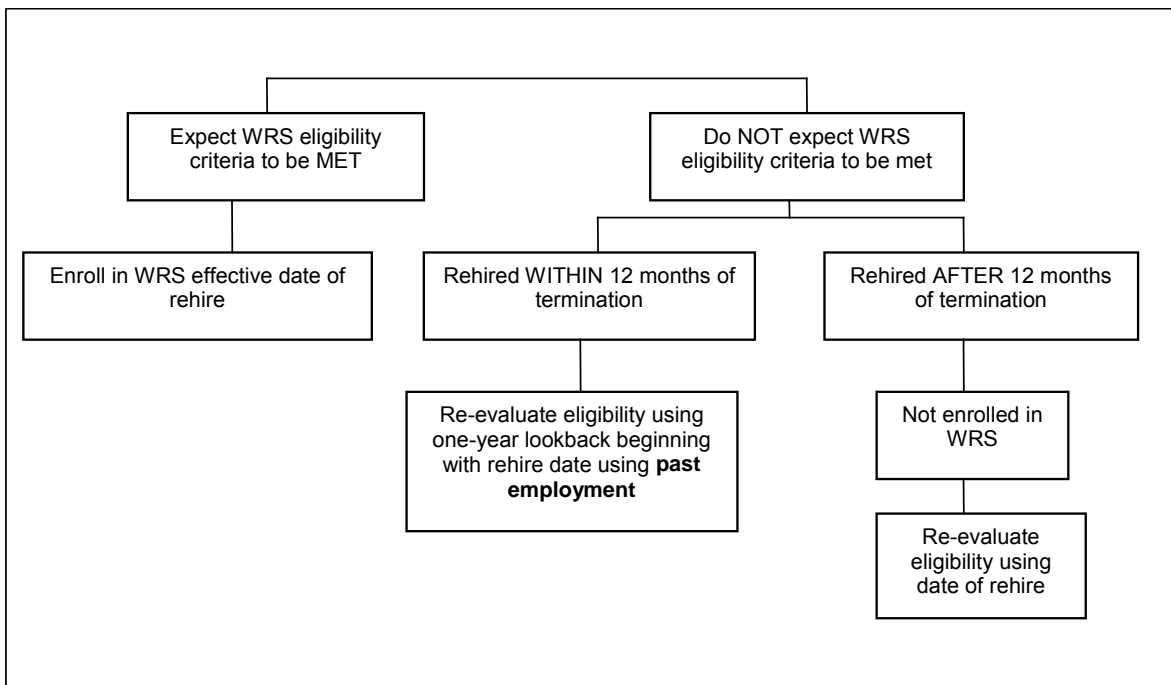 Expect WRS eligibility
criteria to be MET
Do NOT expect WRS
eligibility criteria to be met
Enroll in WRS effective date of
rehire
Rehired WITHIN 12 months of
termination
Rehired AFTER 12 months
of termination
Re-evaluate eligibility using
one-year lookback beginning
with rehire date using past
employment
Not enrolled in
WRS
Re-evaluate
eligibility using
date of rehire